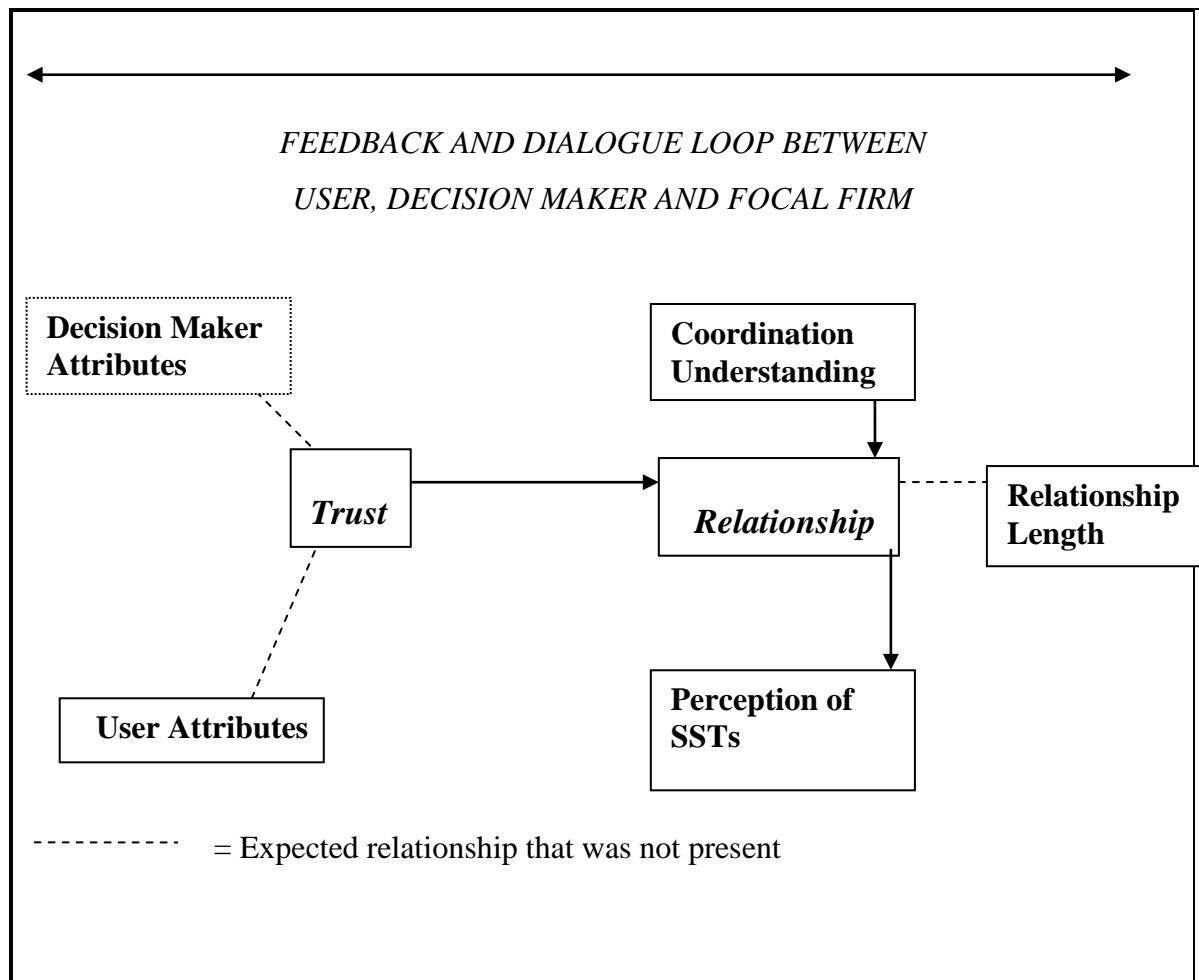 FEEDBACK AND DIALOGUE LOOP BETWEEN
USER, DECISION MAKER AND FOCAL FIRM
Decision Maker
Attributes
Coordination
Understanding
Trust
Relationship
Relationship
Length
User Attributes
Perception of
SSTs
= Expected relationship that was not present